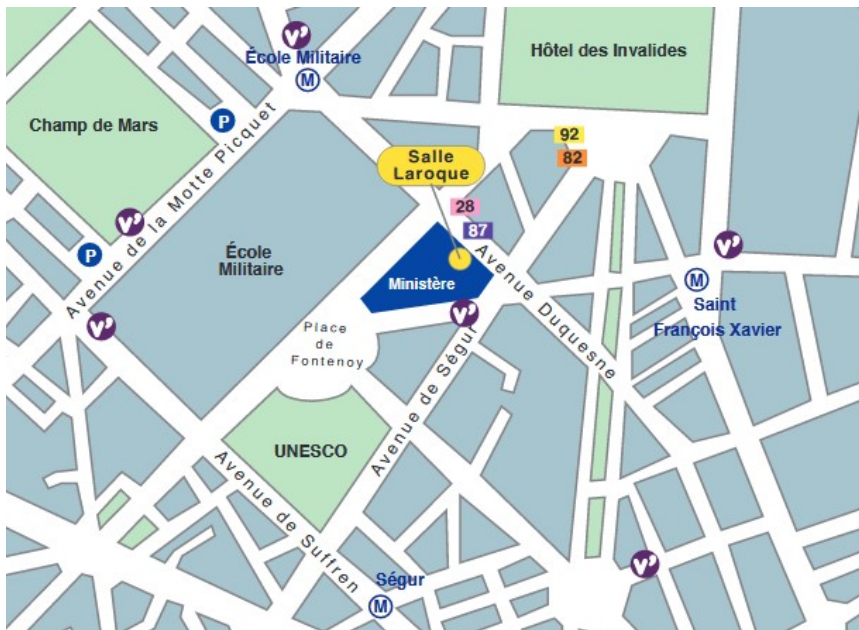 V'
École Militaire
M
Hôtel des Invalides
Champ de Mars
P
92
82
Salle
Laroque
28
87
Avenue de la Motte Picquet
V'
P
École
Militaire
Ministère
V'
M
Saint
François Xavier
Avenue Duquesne
V'
V'
Place
de
Fontenoy
Avenue de Ségur
UNESCO
Avenue de Suffren
V'
Ségur
M